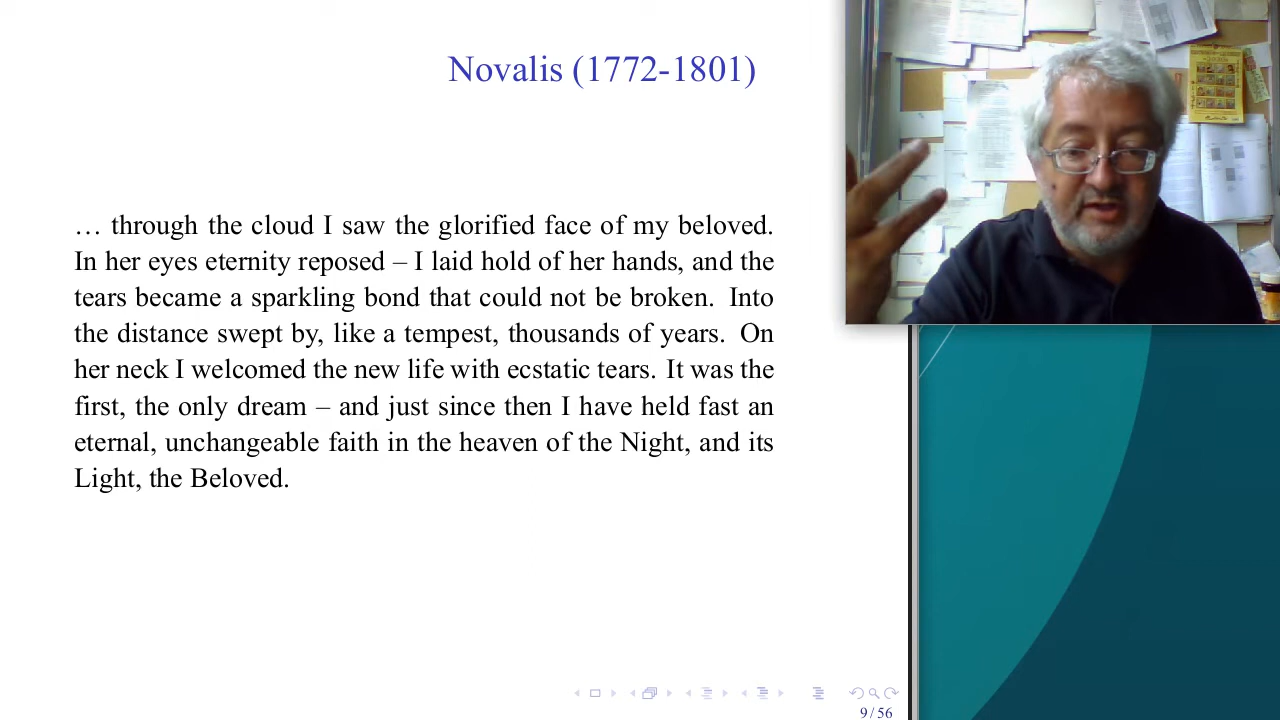 Novalis (1772-1801)
… through the cloud I saw the glorified face of my beloved.
In her eyes eternity reposed – I laid hold of her hands, and the
tears became a sparkling bond that could not be broken. Into
the distance swept by, like a tempest, thousands of years. On
her neck I welcomed the new life with ecstatic tears. It was the
first, the only dream – and just since then I have held fast an
eternal, unchangeable faith in the heaven of the Night, and its
Light, the Beloved.
9/56